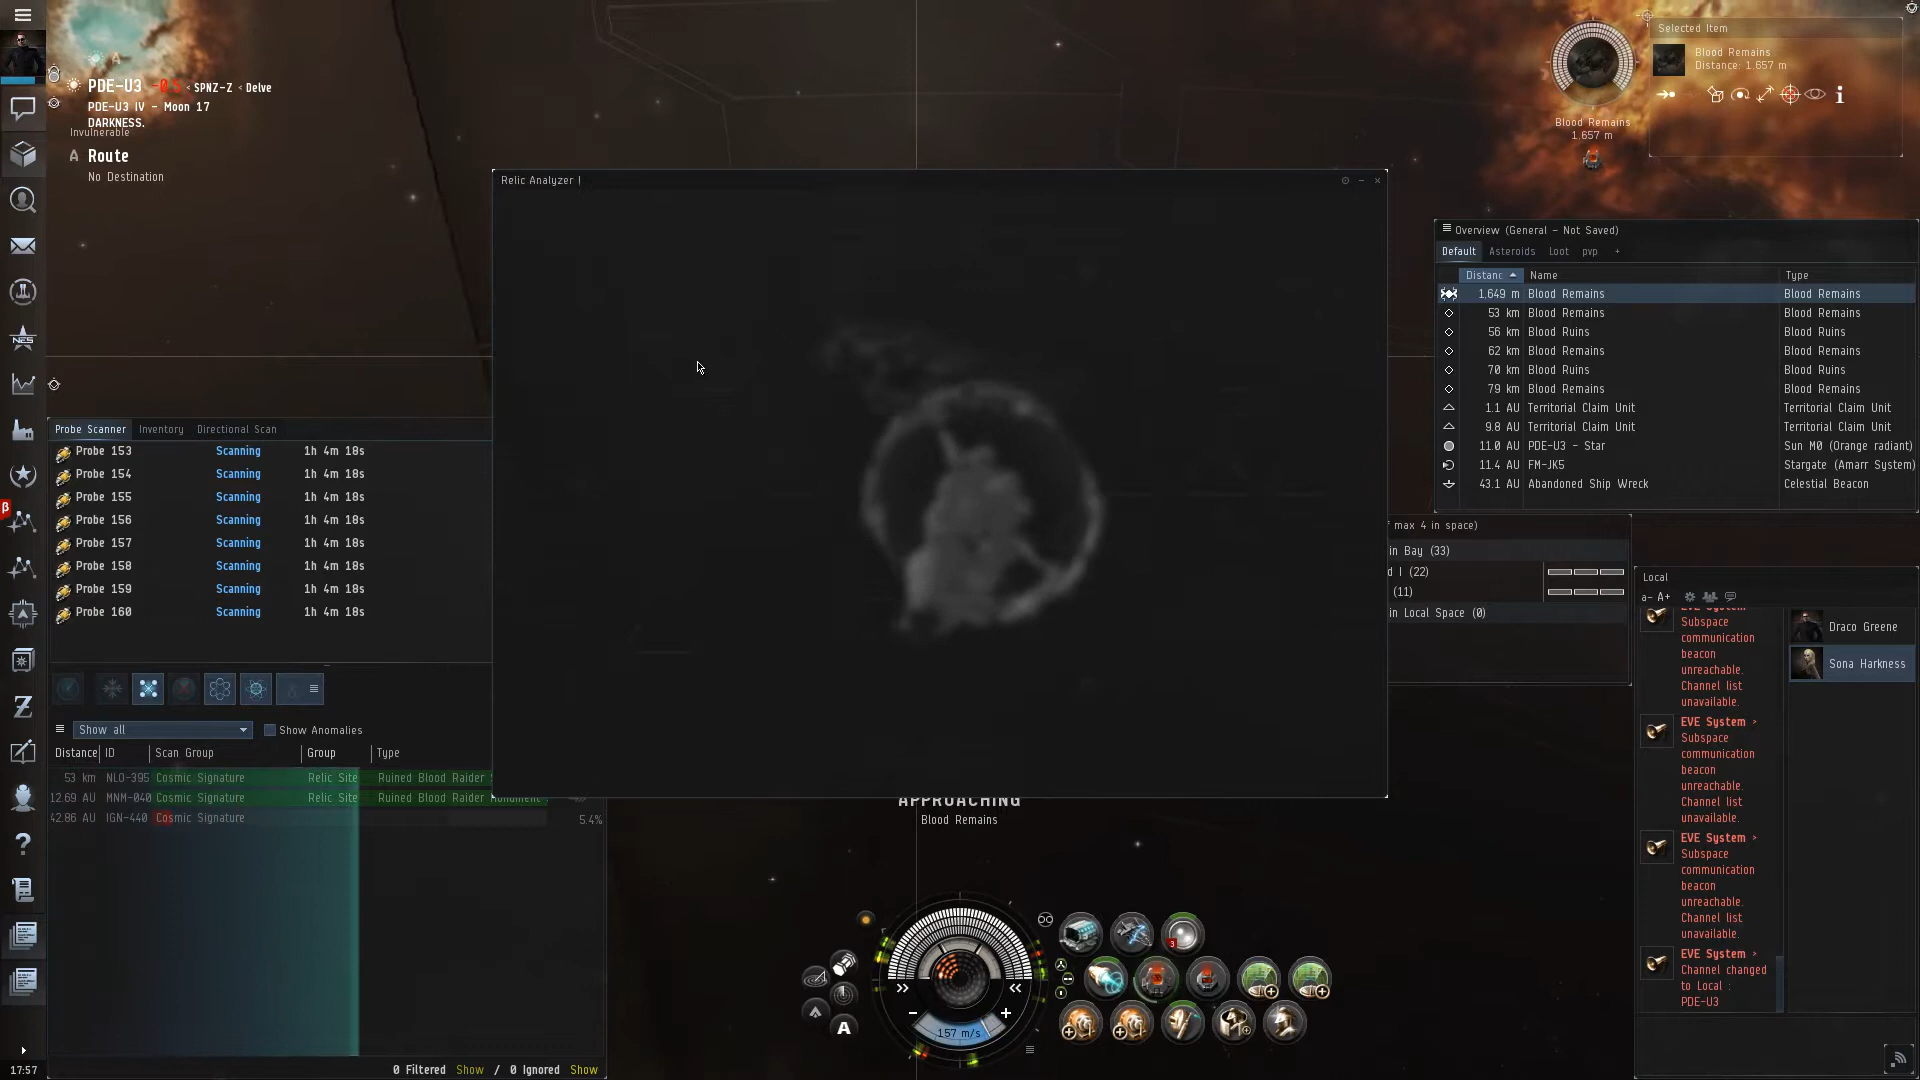 PDE-U3 -0.5 < SPNZ-Z < Delve
PDE-U3 IV - Moon 17
DARKNESS.
Invulnerable
Route
No Destination
NES
β
17:57
Selected Item
Blood Remains
Distance: 1,657 m
Blood Remains
1,657 m
Relic Analyzer I
Overview (General - Not Saved)
Default Asteroids Loot pvp +
Distanc Name Type
1,649 m Blood Remains Blood Remains
53 km Blood Remains Blood Remains
56 km Blood Ruins Blood Ruins
62 km Blood Remains Blood Remains
70 km Blood Ruins Blood Ruins
79 km Blood Remains Blood Remains
1.1 AU Territorial Claim Unit Territorial Claim Unit
9.8 AU Territorial Claim Unit Territorial Claim Unit
11.0 AU PDE-U3 - Star Sun M0 (Orange radiant)
11.4 AU FM-JK5 Stargate (Amarr System)
43.1 AU Abandoned Ship Wreck Celestial Beacon
Probe Scanner Inventory Directional Scan
Probe 153 Scanning 1h 4m 18s
Probe 154 Scanning 1h 4m 18s
Probe 155 Scanning 1h 4m 18s
Probe 156 Scanning 1h 4m 18s
Probe 157 Scanning 1h 4m 18s
Probe 158 Scanning 1h 4m 18s
Probe 159 Scanning 1h 4m 18s
Probe 160 Scanning 1h 4m 18s
Show all Show Anomalies
Distance ID Scan Group Group Type
53 km NLO-395 Cosmic Signature Relic Site Ruined Blood Raider
12.69 AU MNM-040 Cosmic Signature Relic Site Ruined Blood Raider Monument
42.86 AU IGN-440 Cosmic Signature 5.4%
0 Filtered Show / 0 Ignored Show
max 4 in space)
in Bay (33)
d I (22)
(11)
in Local Space (0)
APPROACHING
Blood Remains
3
A
157 m/s
Local
a- A+
EVE System >
Subspace
communication
beacon
unreachable.
Channel list
unavailable.
EVE System >
Subspace
communication
beacon
unreachable.
Channel list
unavailable.
EVE System >
Subspace
communication
beacon
unreachable.
Channel list
unavailable.
EVE System >
Channel changed
to Local :
PDE-U3
Draco Greene
Sona Harkness